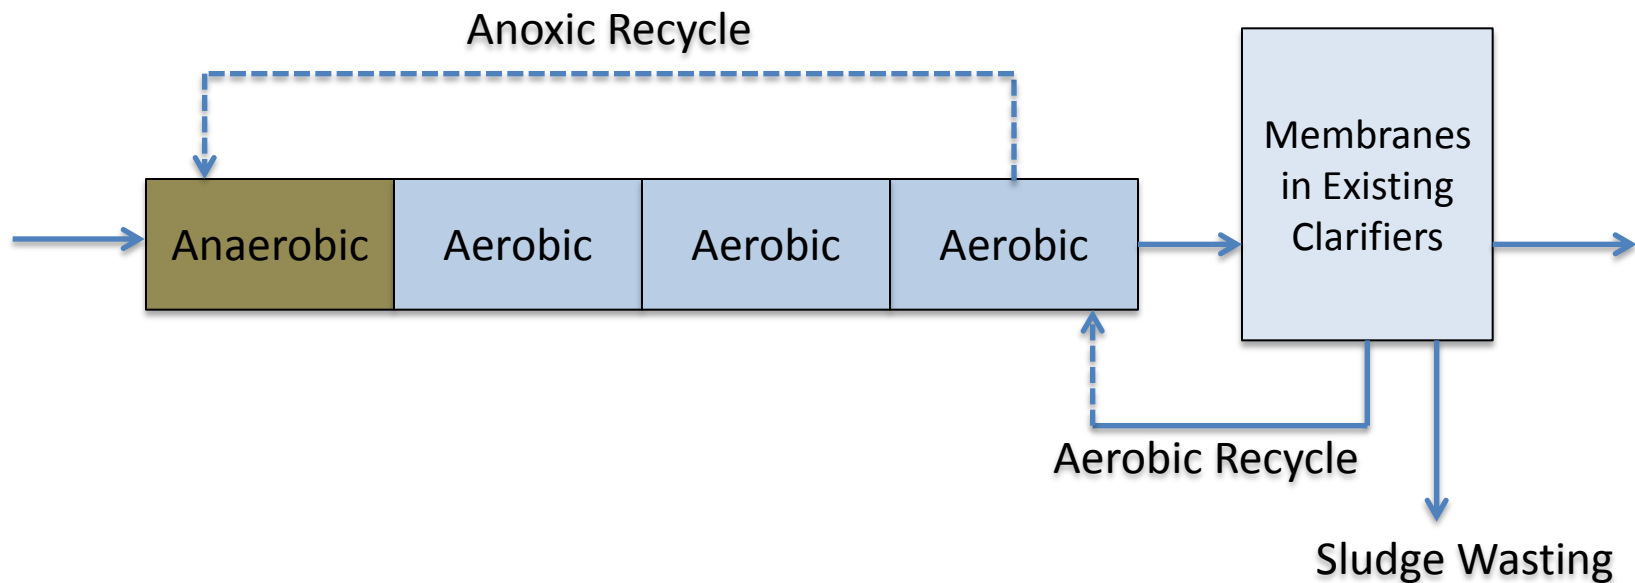 Anoxic Recycle
Anaerobic
Aerobic
Aerobic
Aerobic
Membranes
in Existing
Clarifiers
Aerobic Recycle
Sludge Wasting